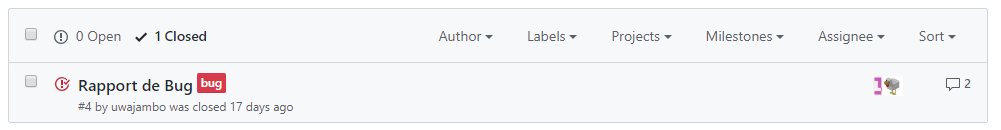 0 Open 1 Closed Author Labels Projects Milestones Assignee Sort
Rapport de Bug bug 2
#4 by uwajambo was closed 17 days ago